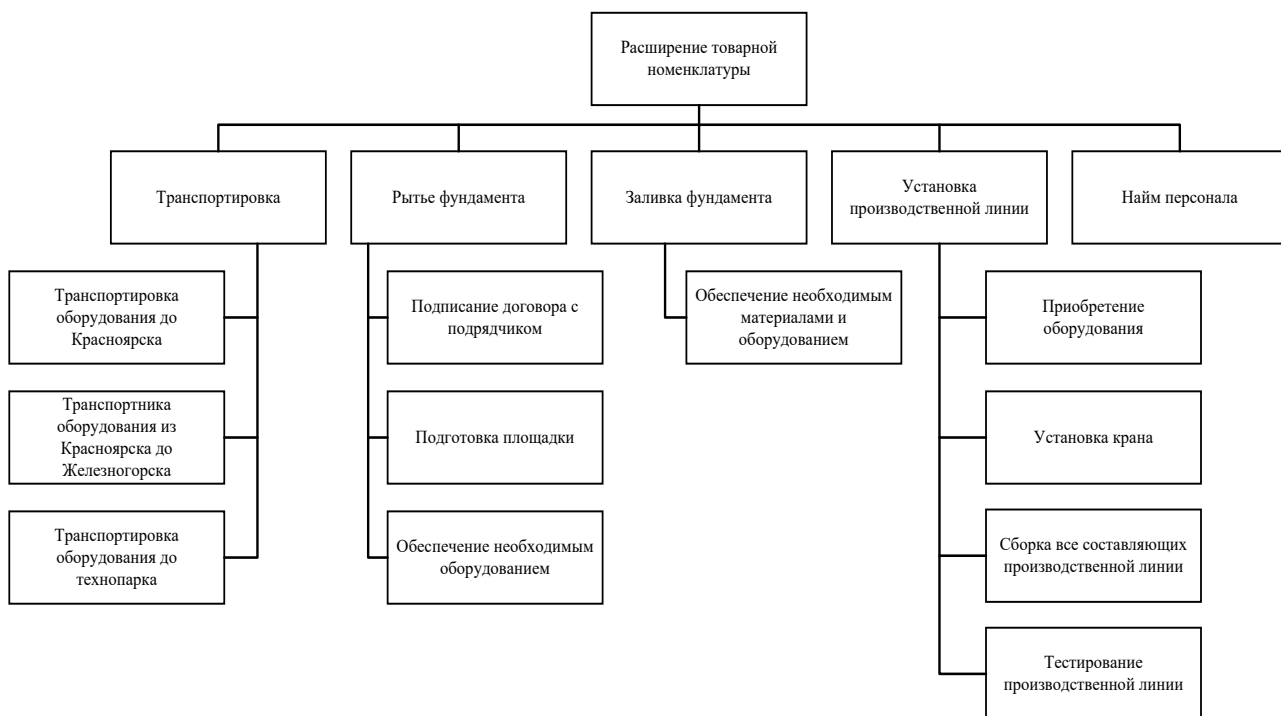 Расширение товарной
номенклатуры
Транспортировка
Рытье фундамента
Заливка фундамента
Установка
производственной линии
Найм персонала
Транспортировка
оборудования до
Красноярска
Транспортника
оборудования из
Красноярска до
Железногорска
Транспортировка
оборудования до
технопарка
Подписание договора с
подрядчиком
Подготовка площадки
Обеспечение необходимым
оборудованием
Обеспечение необходимым
материалами и
оборудованием
Приобретение
оборудования
Установка крана
Сборка все составляющих
производственной линии
Тестирование
производственной линии